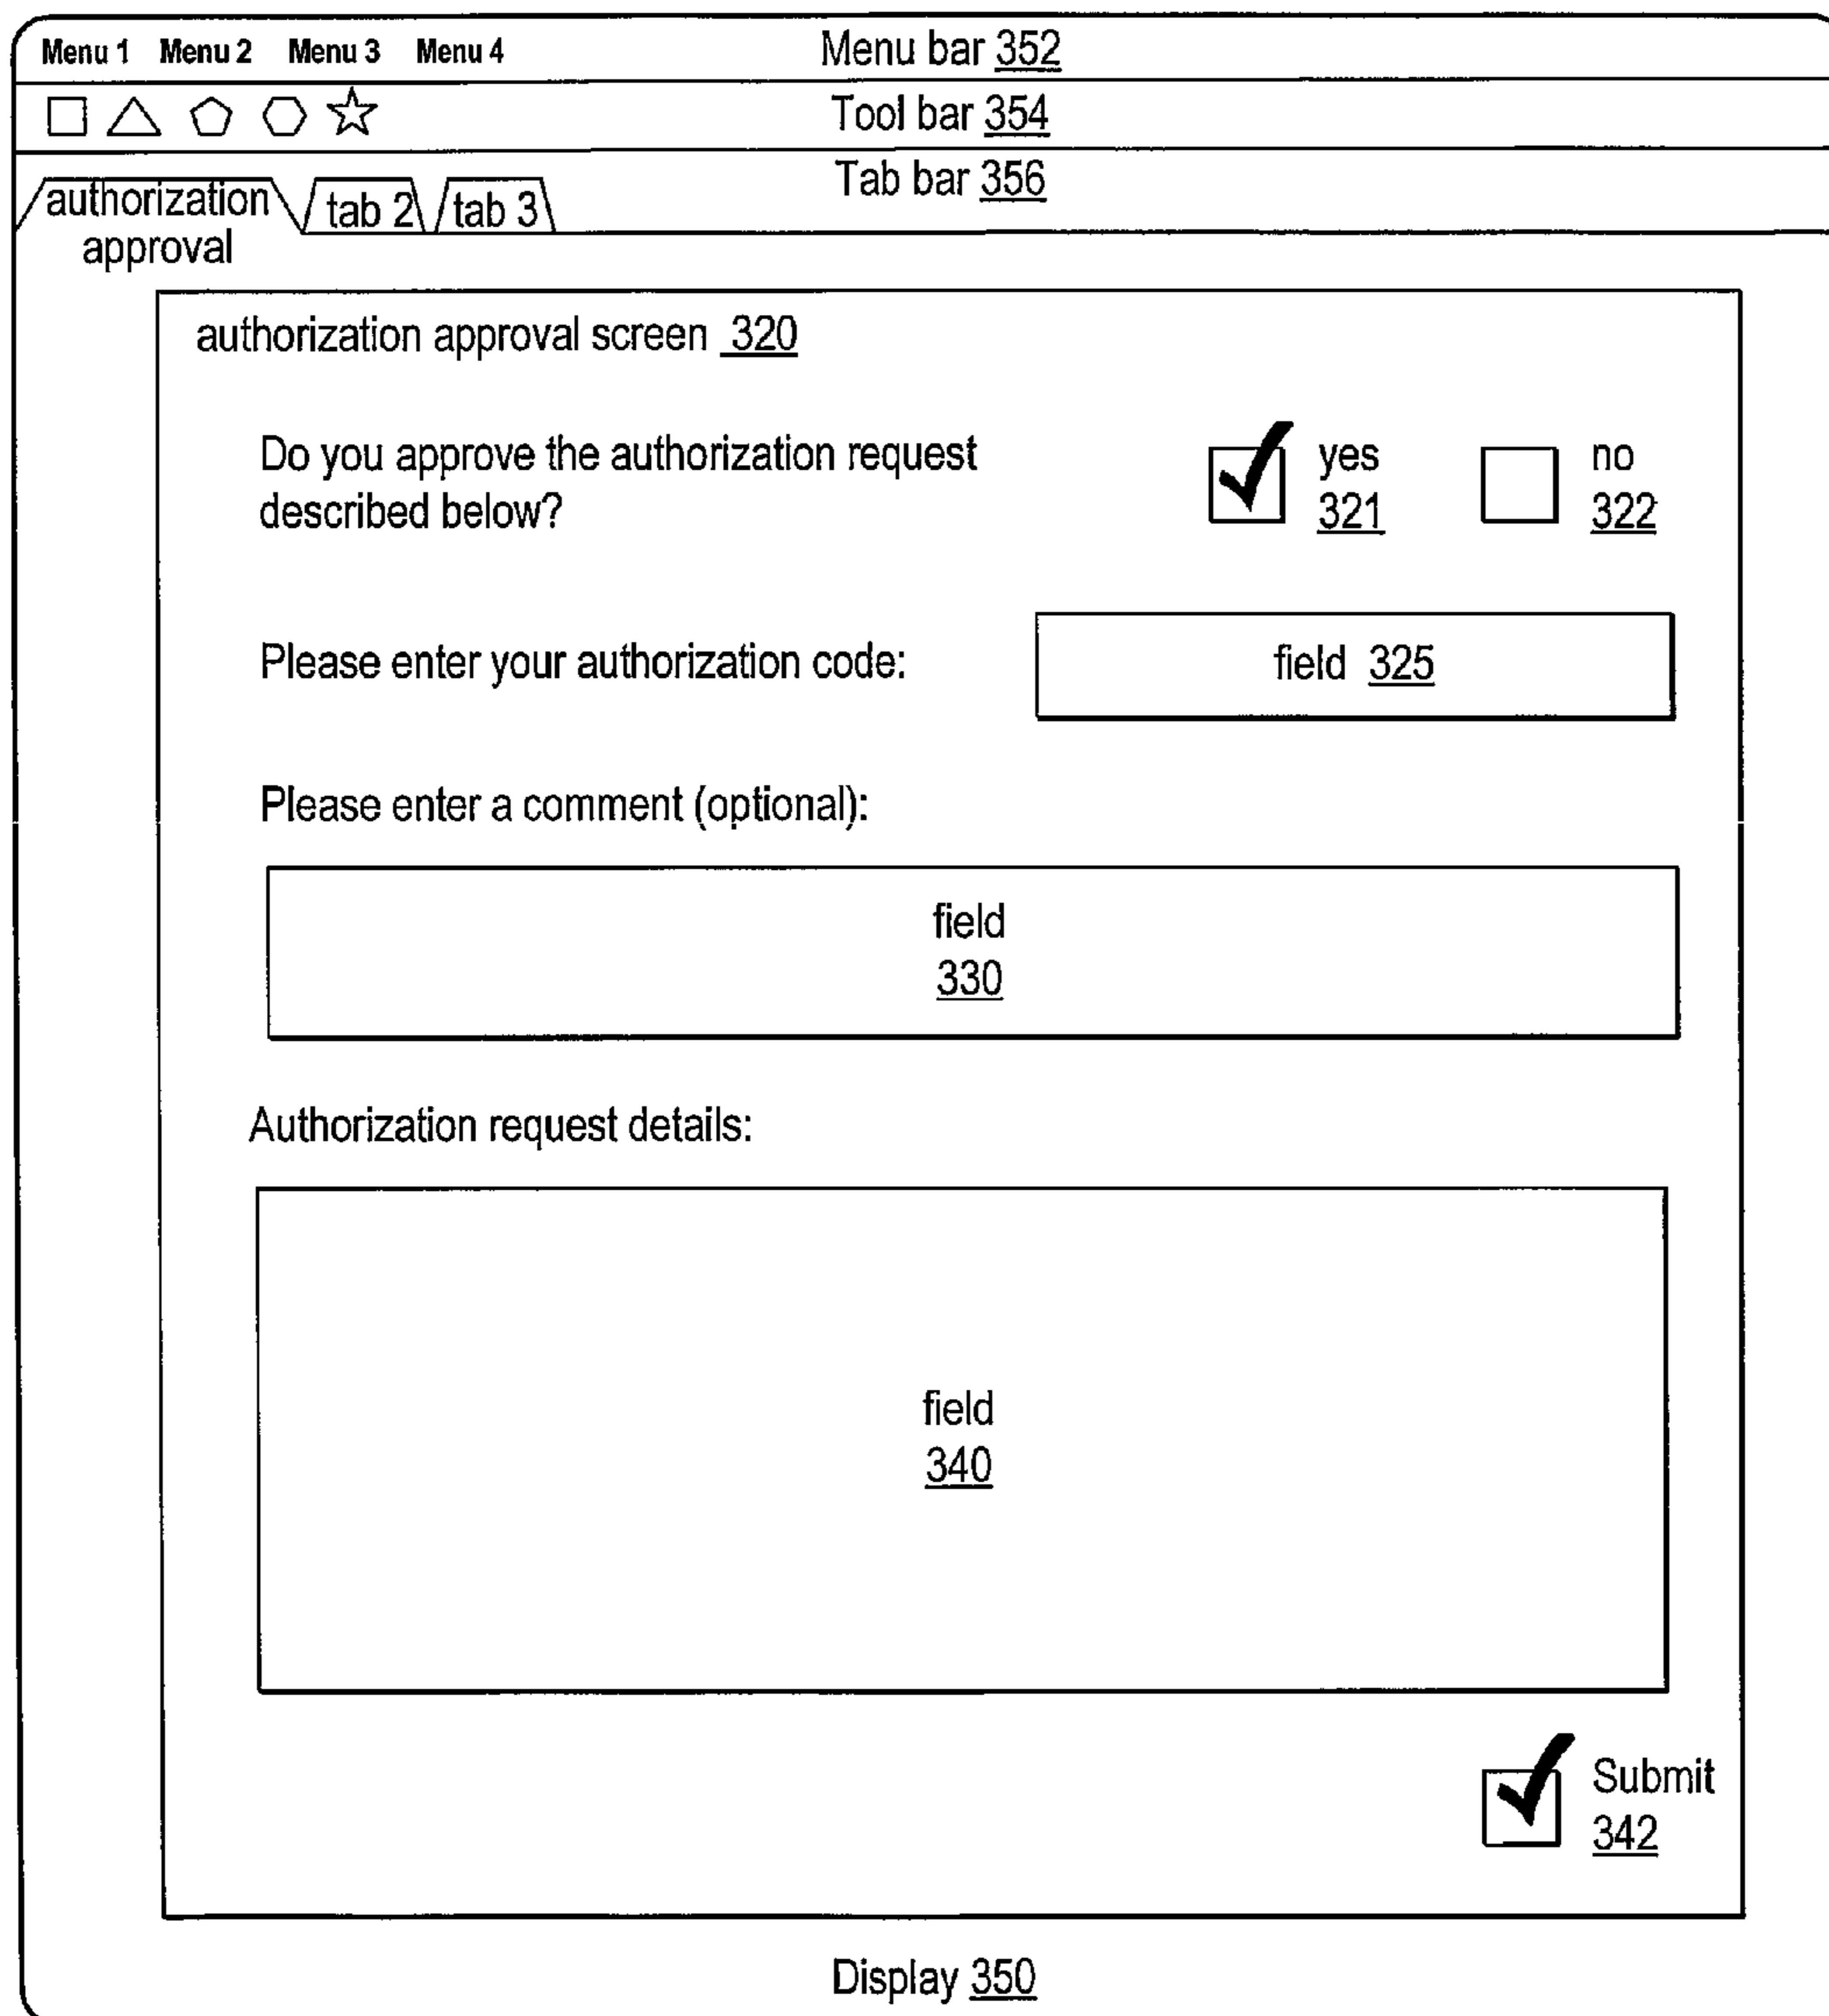 Menu 1 Menu 2 Menu 3 Menu 4 Menu bar 352
Tool bar 354
Tab bar 356
authorization tab 2 tab 3
approval
authorization approval screen 320
Do you approve the authorization request yes no
described below? 321 322
Please enter your authorization code: field 325
Please enter a comment (optional):
field
330
Authorization request details:
field
340
Submit
342
Display 350